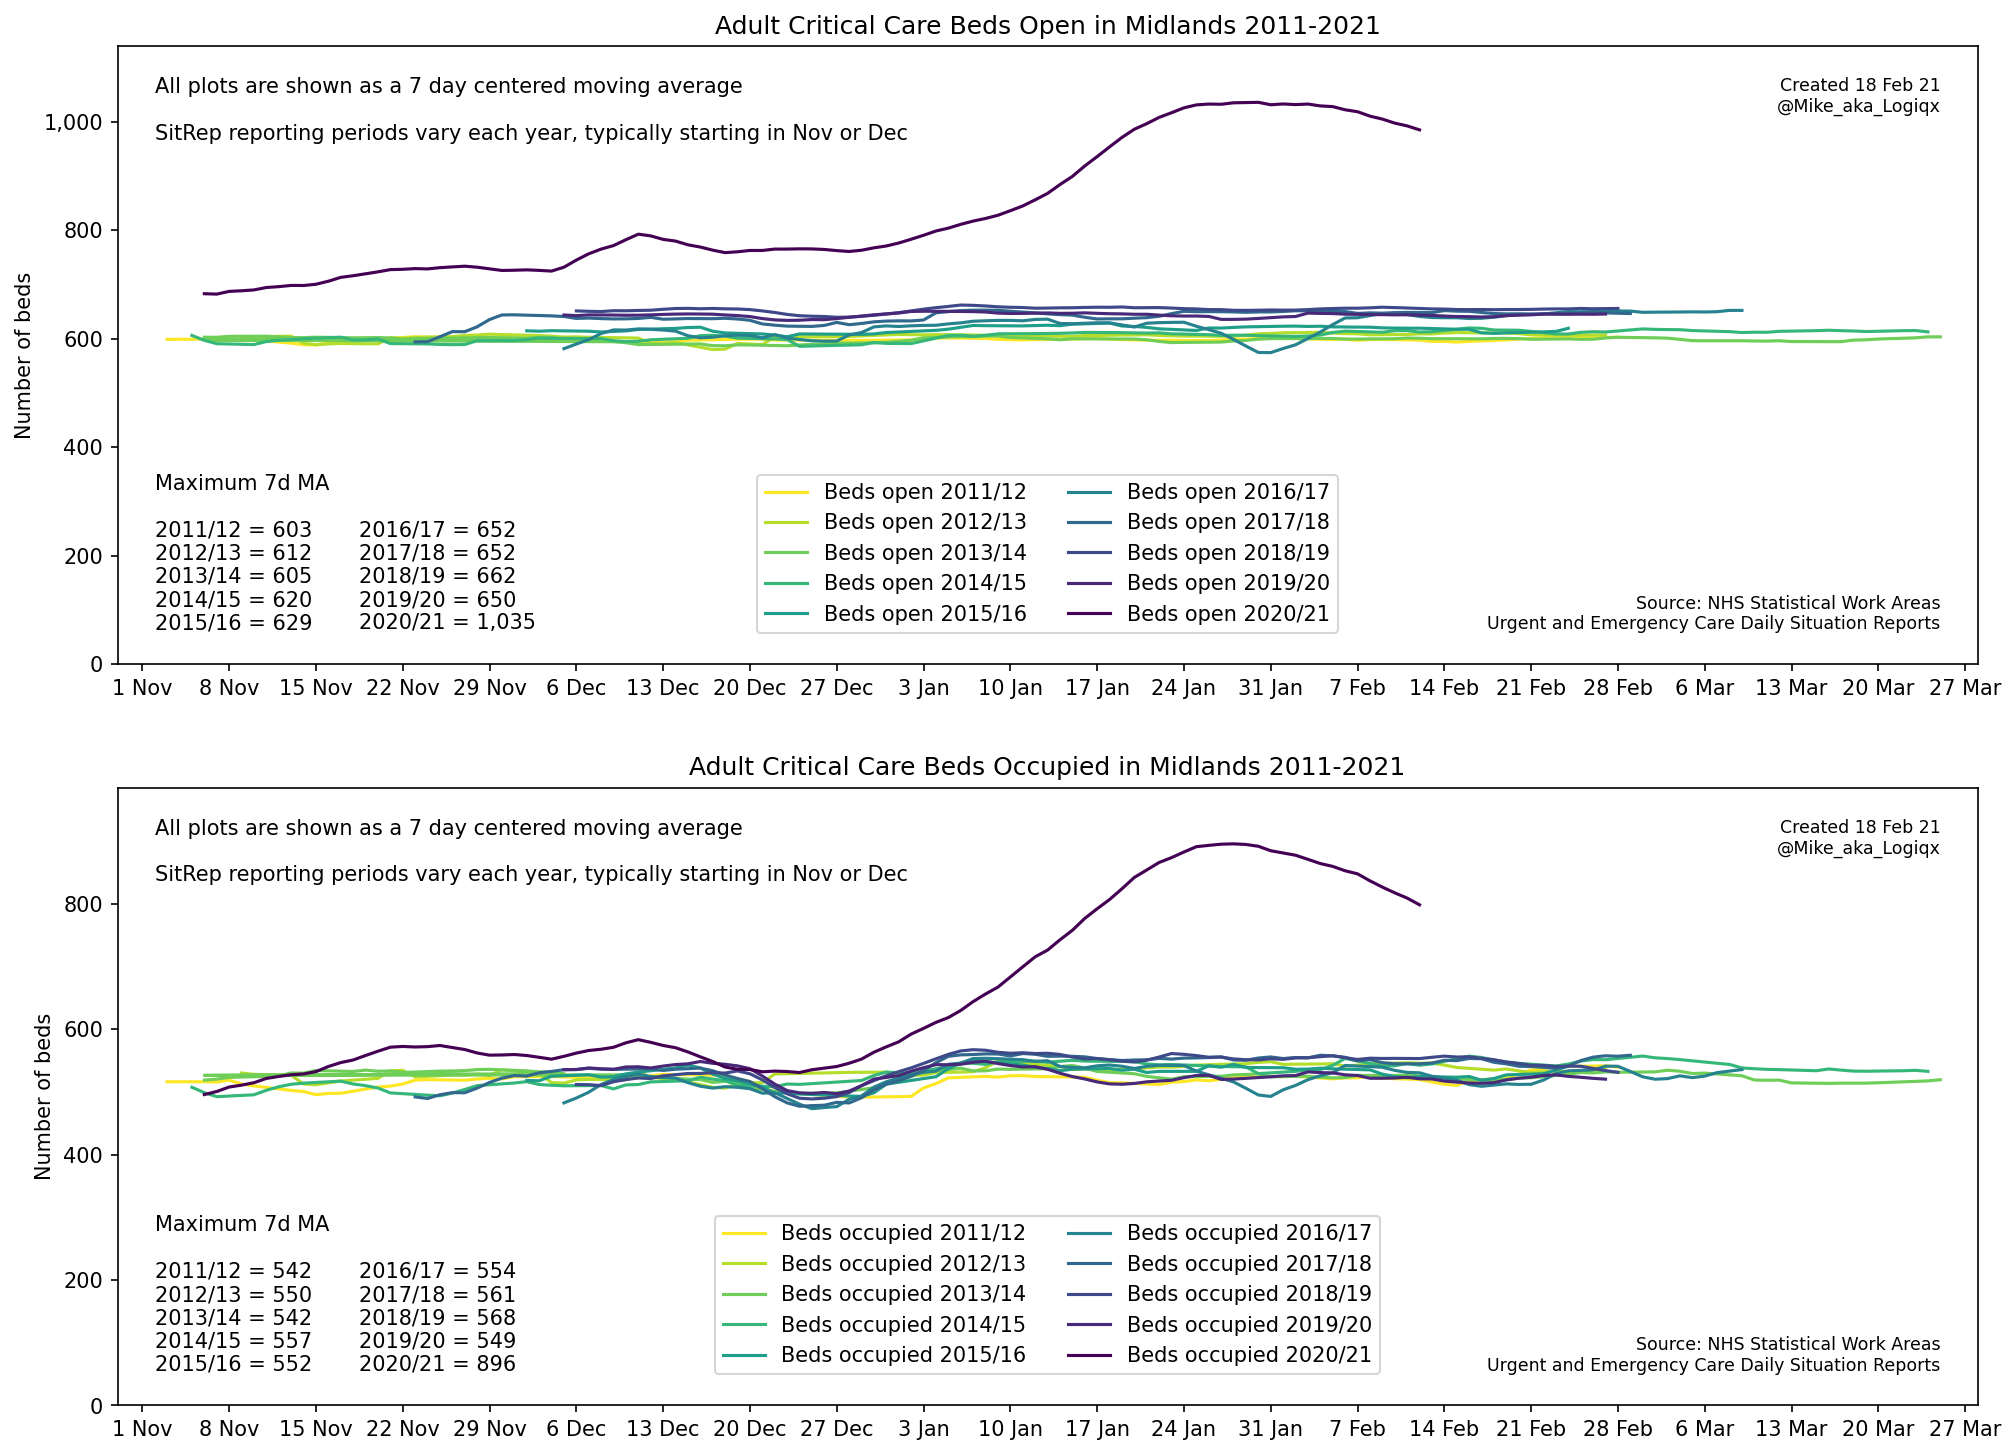 Adult Critical Care Beds Open in Midlands 2011-2021
All plots are shown as a 7 day centered moving average
SitRep reporting periods vary each year, typically starting in Nov or Dec
Created 18 Feb 21
@Mike_aka_Logiqx
Number of beds
1,000
800
600
400
200
0
Maximum 7d MA
2011/12 = 603 2016/17 = 652
2012/13 = 612 2017/18 = 652
2013/14 = 605 2018/19 = 662
2014/15 = 620 2019/20 = 650
2015/16 = 629 2020/21 = 1,035
Beds open 2011/12 Beds open 2016/17
Beds open 2012/13 Beds open 2017/18
Beds open 2013/14 Beds open 2018/19
Beds open 2014/15 Beds open 2019/20
Beds open 2015/16 Beds open 2020/21
Source: NHS Statistical Work Areas
Urgent and Emergency Care Daily Situation Reports
1 Nov 8 Nov 15 Nov 22 Nov 29 Nov 6 Dec 13 Dec 20 Dec 27 Dec 3 Jan 10 Jan 17 Jan 24 Jan 31 Jan 7 Feb 14 Feb 21 Feb 28 Feb 6 Mar 13 Mar 20 Mar 27 Mar
Adult Critical Care Beds Occupied in Midlands 2011-2021
All plots are shown as a 7 day centered moving average
SitRep reporting periods vary each year, typically starting in Nov or Dec
Created 18 Feb 21
@Mike_aka_Logiqx
Number of beds
800
600
400
200
0
Maximum 7d MA
2011/12 = 542 2016/17 = 554
2012/13 = 550 2017/18 = 561
2013/14 = 542 2018/19 = 568
2014/15 = 557 2019/20 = 549
2015/16 = 552 2020/21 = 896
Beds occupied 2011/12 Beds occupied 2016/17
Beds occupied 2012/13 Beds occupied 2017/18
Beds occupied 2013/14 Beds occupied 2018/19
Beds occupied 2014/15 Beds occupied 2019/20
Beds occupied 2015/16 Beds occupied 2020/21
Source: NHS Statistical Work Areas
Urgent and Emergency Care Daily Situation Reports
1 Nov 8 Nov 15 Nov 22 Nov 29 Nov 6 Dec 13 Dec 20 Dec 27 Dec 3 Jan 10 Jan 17 Jan 24 Jan 31 Jan 7 Feb 14 Feb 21 Feb 28 Feb 6 Mar 13 Mar 20 Mar 27 Mar